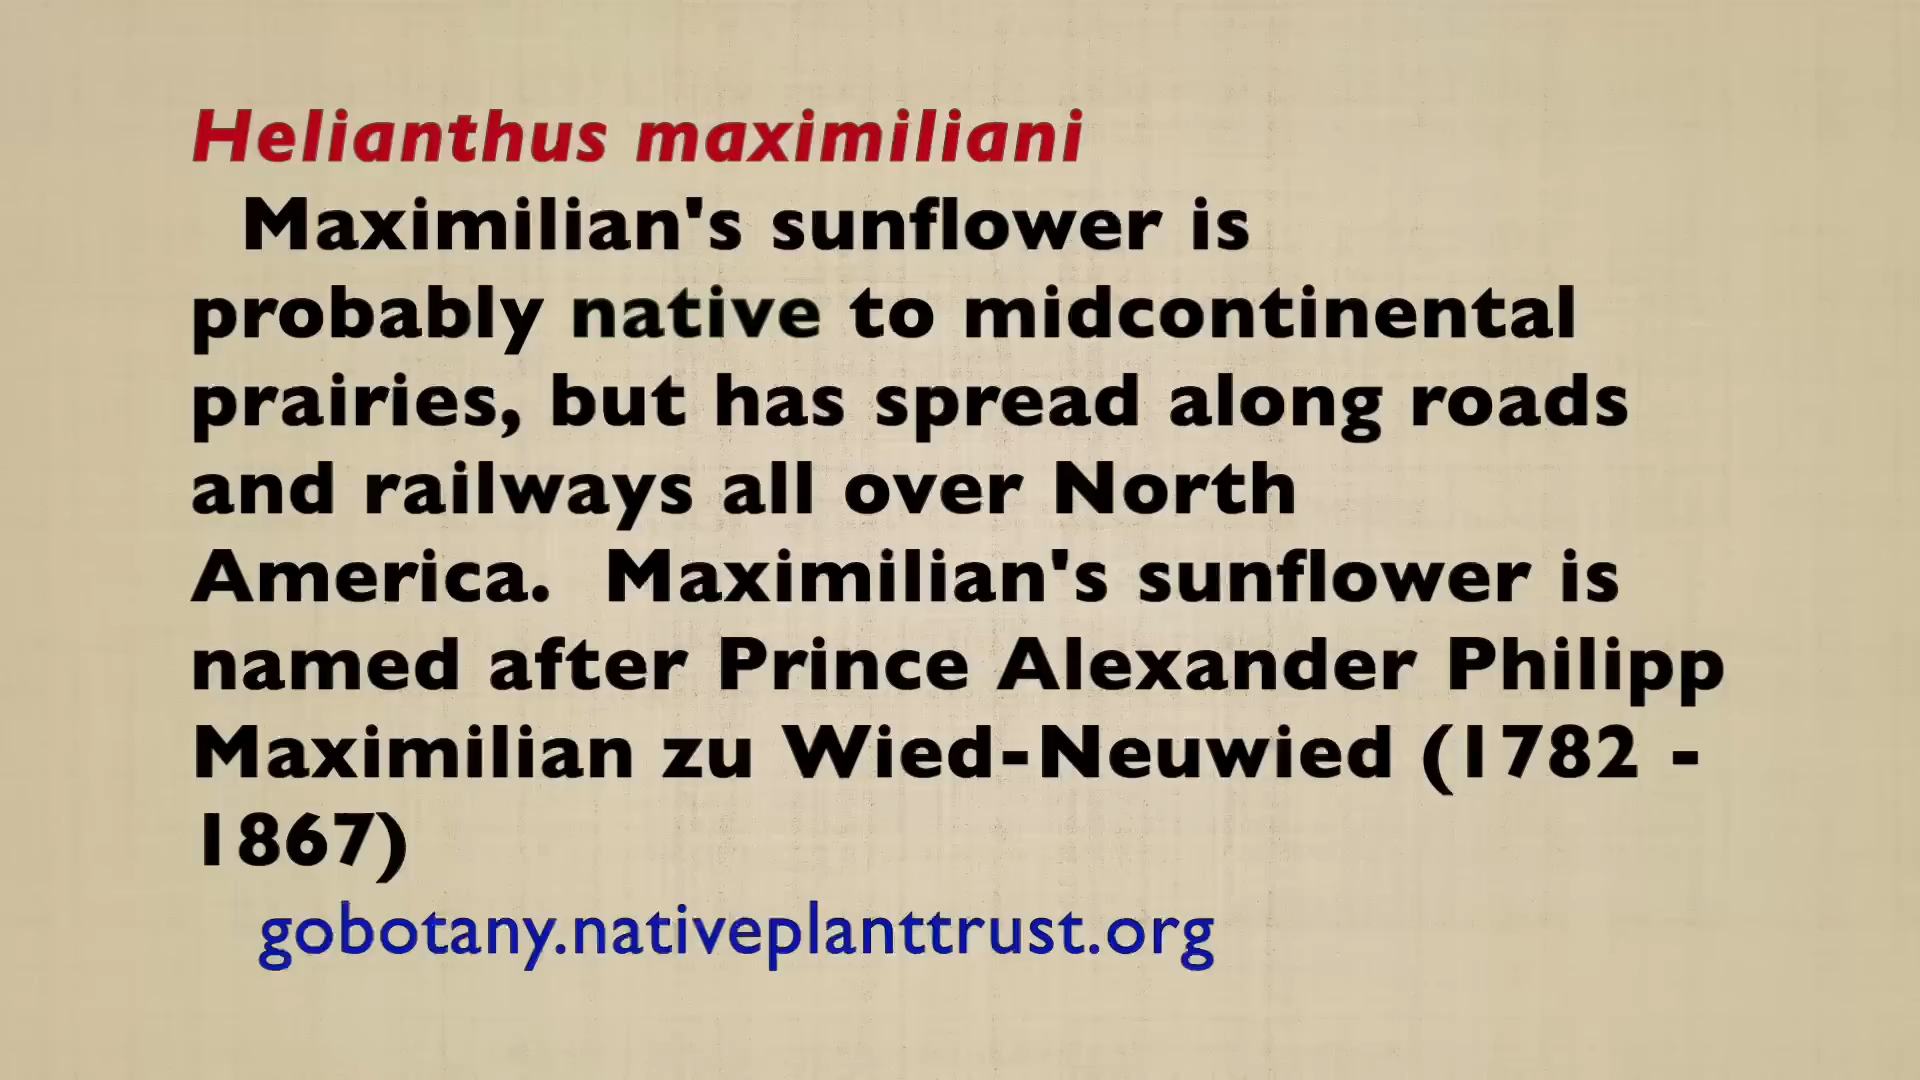 Helianthus maximiliani
Maximilian's sunflower is
probably native to midcontinental
prairies, but has spread along roads
and railways all over North
America.  Maximilian's sunflower is
named after Prince Alexander Philipp
Maximilian zu Wied-Neuwied (1782 -
1867)
gobotany.nativeplanttrust.org